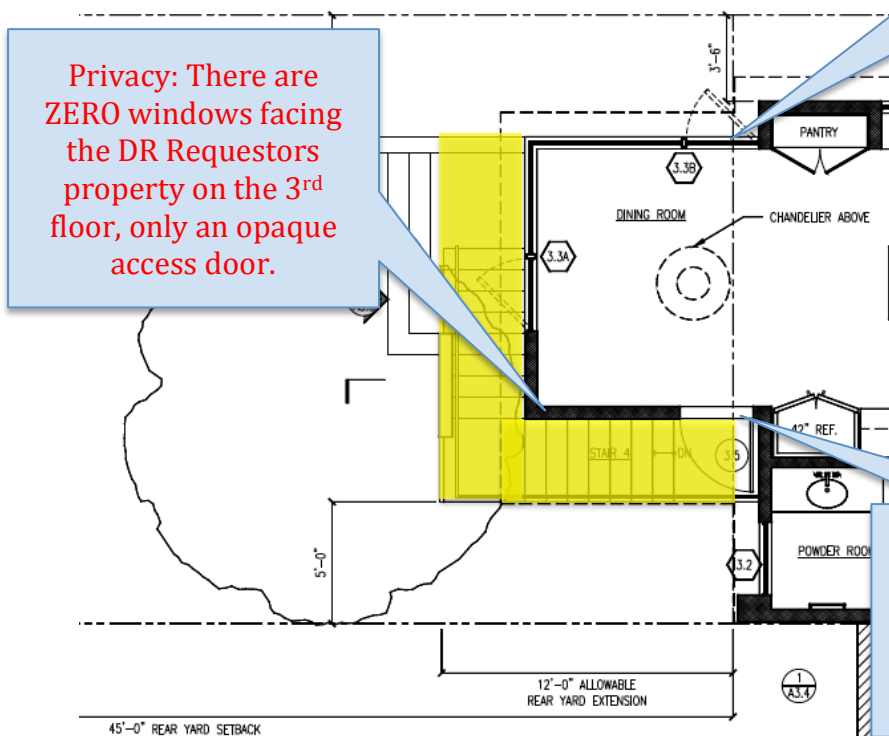 Privacy: There are
ZERO windows facing
the DR Requestors
property on the 3rd
floor, only an opaque
access door.
3'-6"
PANTRY
3.3B
DINING ROOM
CHANDELIER ABOVE
3.3A
42" REF.
STAIR 4
DN
3.5
5'-0"
3.2
POWDER ROOM
12'-0" ALLOWABLE
REAR YARD EXTENSION
1
A3.4
45'-0" REAR YARD SETBACK